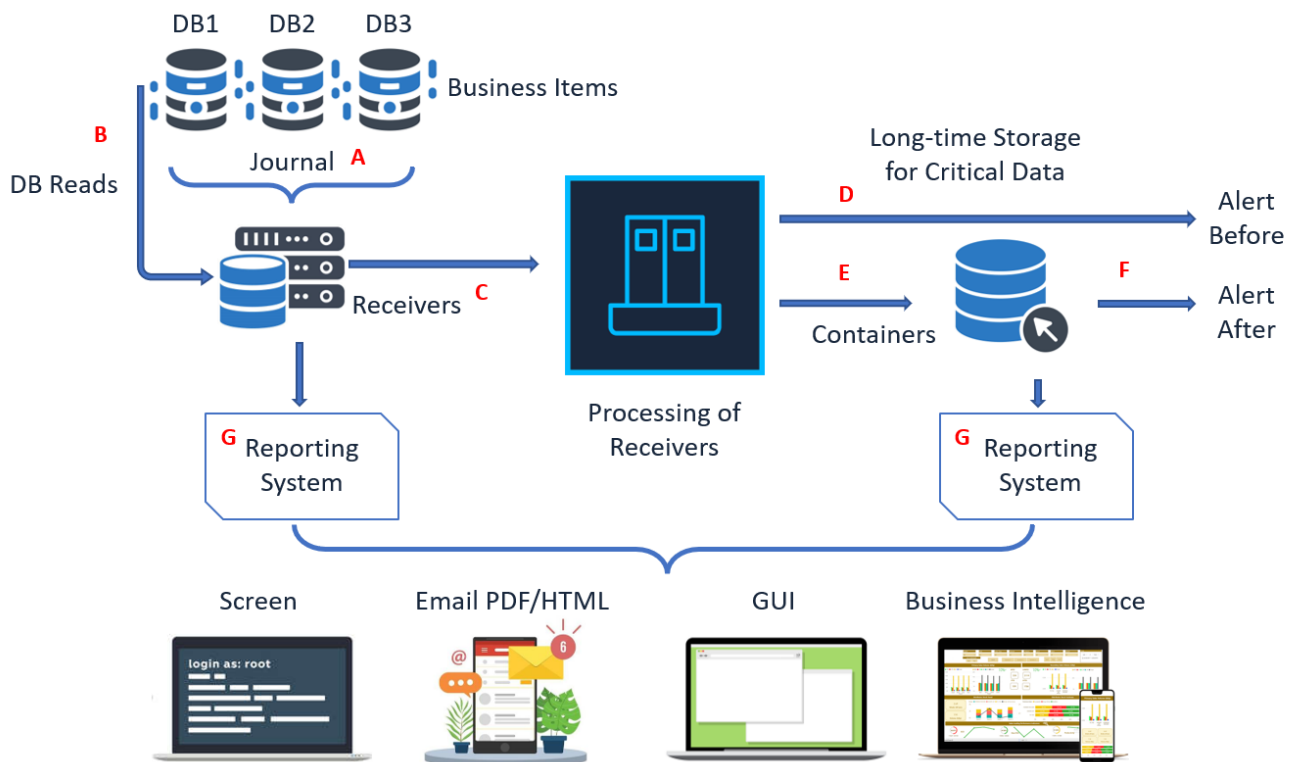 DB1 DB2 DB3
Business Items
B
Journal A
DB Reads
Long-time Storage
for Critical Data
D
Alert
Before
Receivers C
E
F
Containers
Alert
After
Processing of
Receivers
G Reporting
System
G Reporting
System
Screen
Email PDF/HTML
GUI
Business Intelligence
login as: root
@
6